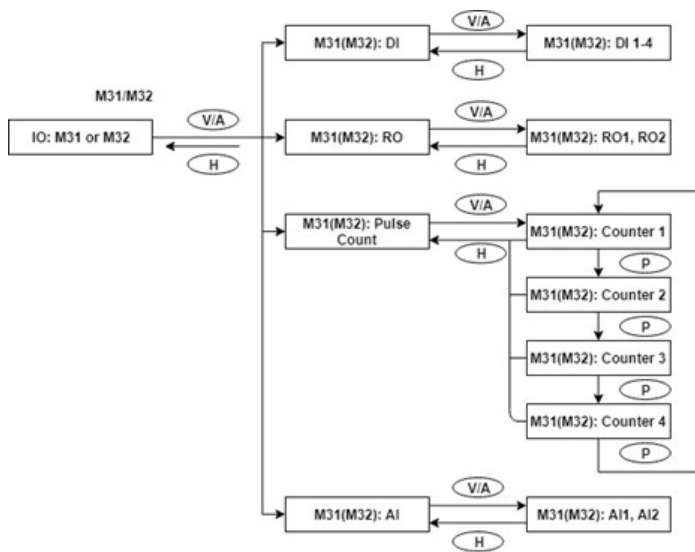 M31/M32
IO: M31 or M32
V/A
H
M31(M32): DI
V/A
H
M31(M32): DI 1-4
M31(M32): RO
V/A
H
M31(M32): RO1, RO2
M31(M32): Pulse
Count
V/A
H
M31(M32): Counter 1
P
M31(M32): Counter 2
P
M31(M32): Counter 3
P
M31(M32): Counter 4
P
M31(M32): AI
V/A
H
M31(M32): AI1, AI2